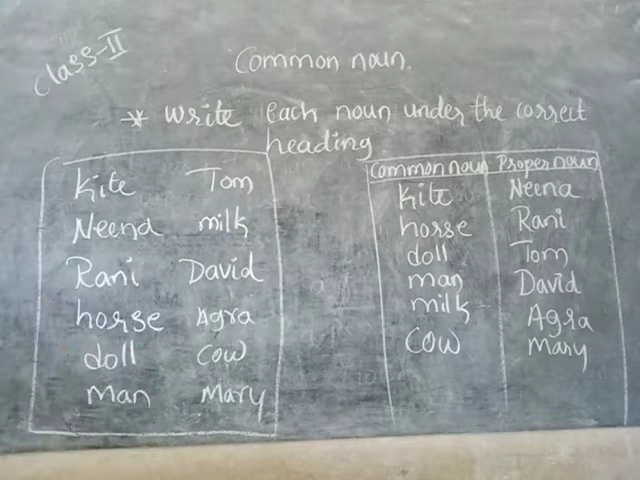 Class-II
Common noun.
* Write each noun under the correct
heading.
Kite Tom
Neena milk
Rani David
horse Agra
doll Cow
man Mary
Common noun Proper noun
Kite Neena
horse Rani
doll Tom
man David
milk Agra
Cow Mary